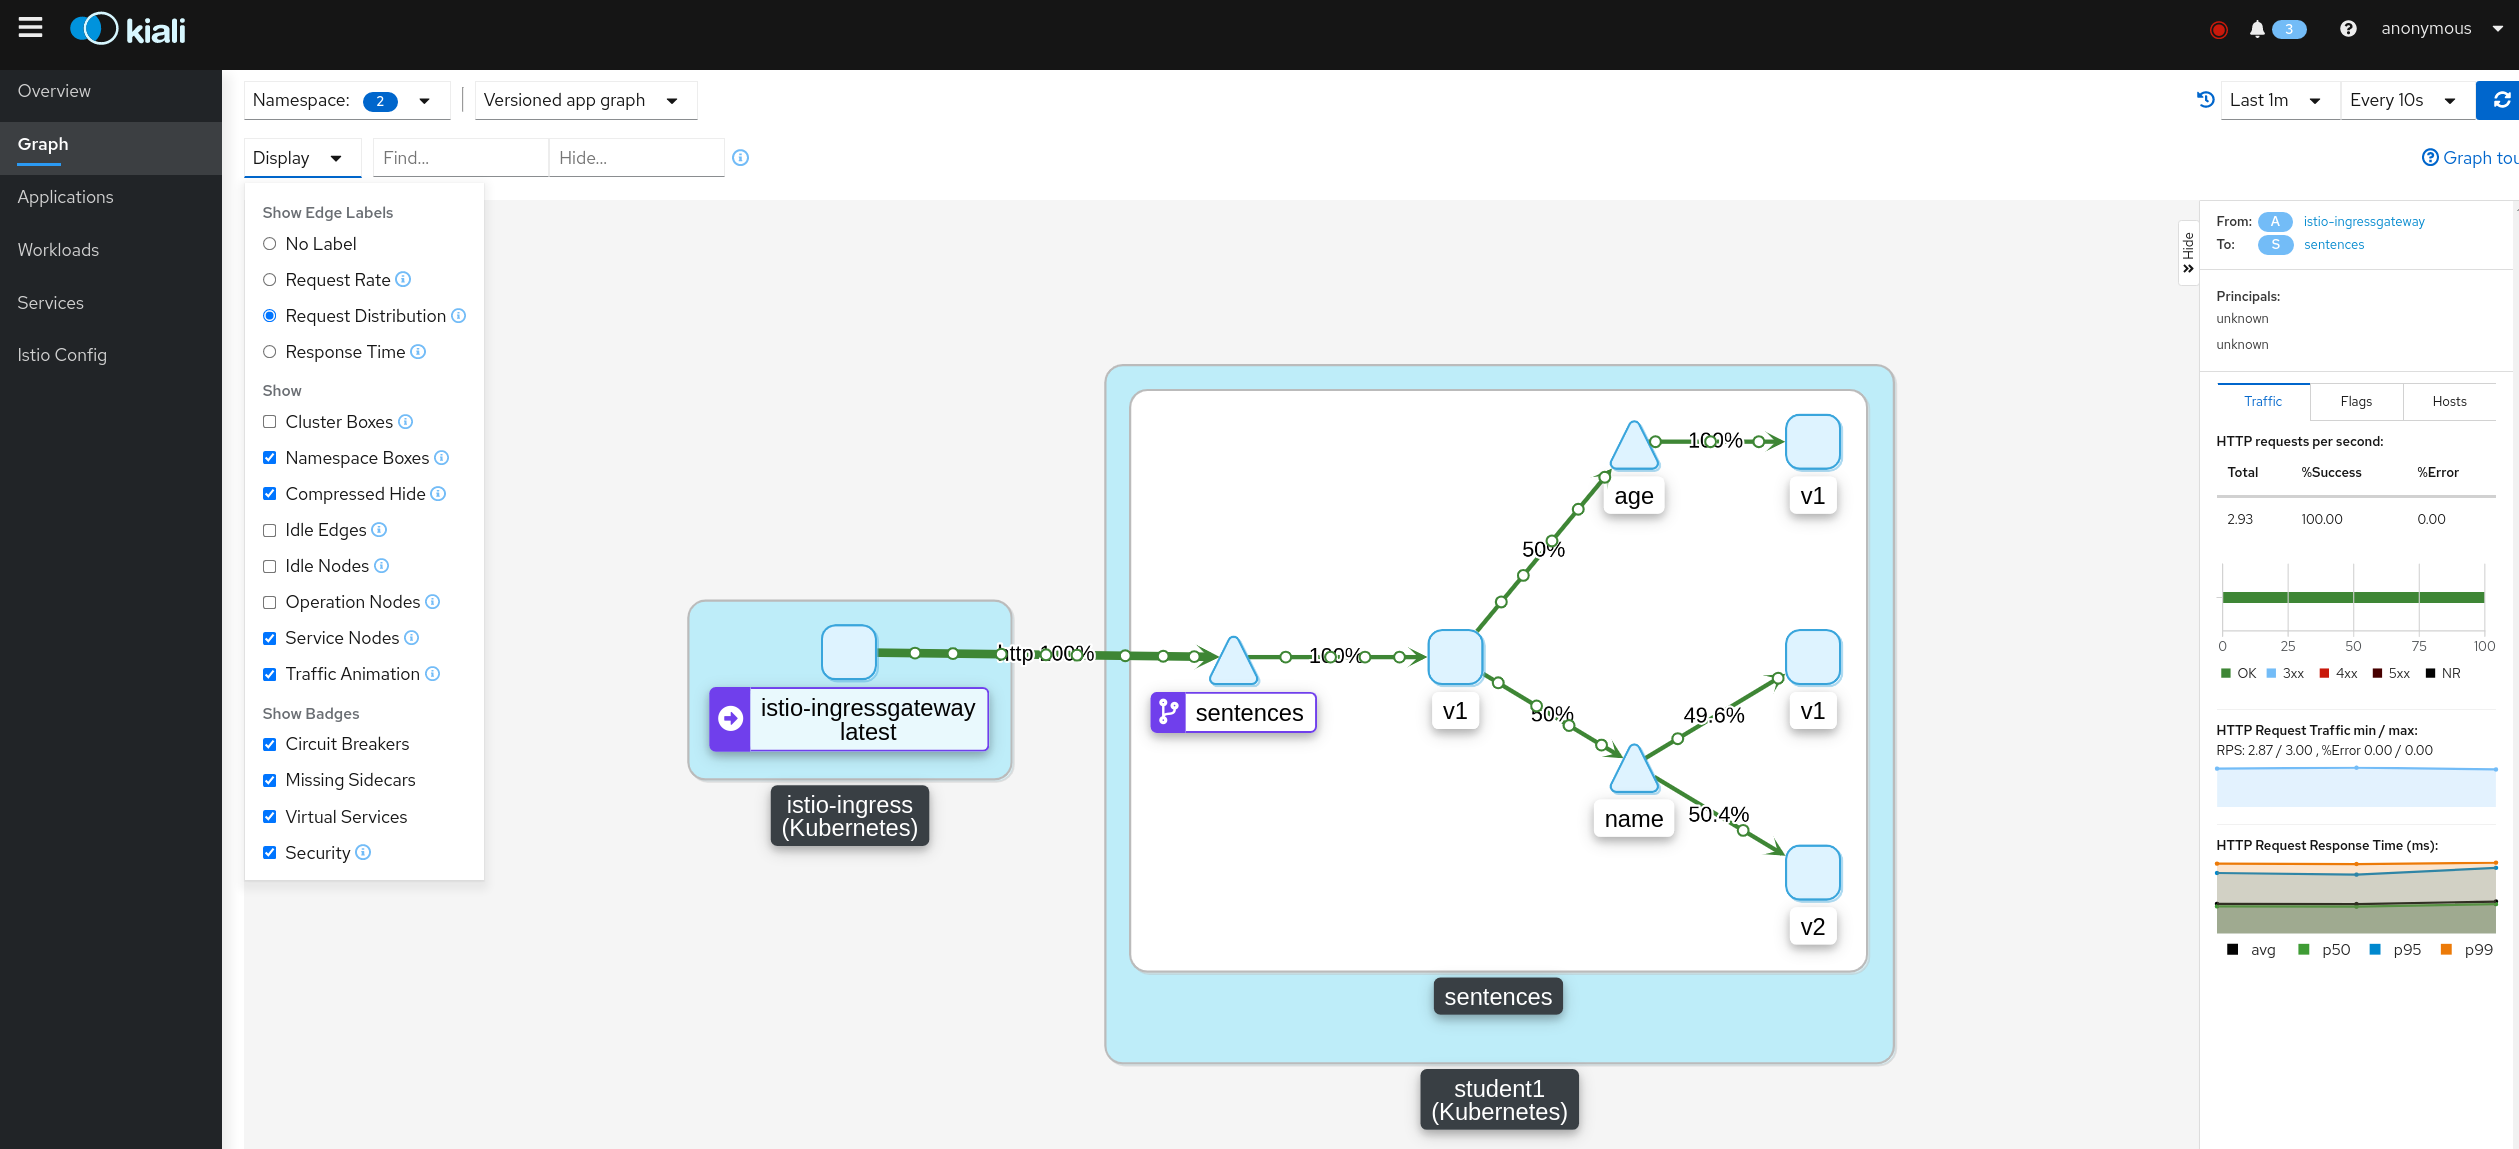 kiali
3
anonymous
Overview
Graph
Applications
Workloads
Services
Istio Config
Namespace: 2
Versioned app graph
Last 1m
Every 10s
Display
Find...
Hide...
Graph tou
Show Edge Labels
No Label
Request Rate
Request Distribution
Response Time
Show
Cluster Boxes
Namespace Boxes
Compressed Hide
Idle Edges
Idle Nodes
Operation Nodes
Service Nodes
Traffic Animation
Show Badges
Circuit Breakers
Missing Sidecars
Virtual Services
Security
100%
age
v1
50%
http 100%
100%
istio-ingressgateway
latest
sentences
v1
50%
49.6%
v1
istio-ingress
(Kubernetes)
name
50.4%
v2
sentences
student1
(Kubernetes)
Hide
From: A istio-ingressgateway
To: S sentences
Principals:
unknown
unknown
Traffic
Flags
Hosts
HTTP requests per second:
Total %Success %Error
2.93 100.00 0.00
0 25 50 75 100
OK 3xx 4xx 5xx NR
HTTP Request Traffic min / max:
RPS: 2.87 / 3.00 , %Error 0.00 / 0.00
HTTP Request Response Time (ms):
avg p50 p95 p99